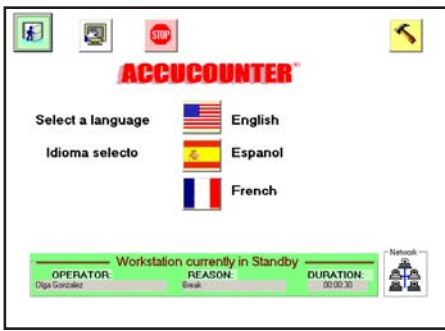 STOP
ACCUCOUNTER®
Select a language
English
Idioma selecto
Espanol
French
Workstation currently in Standby
Network
OPERATOR: REASON: DURATION:
Olga Gonzalez Break 00:00:30